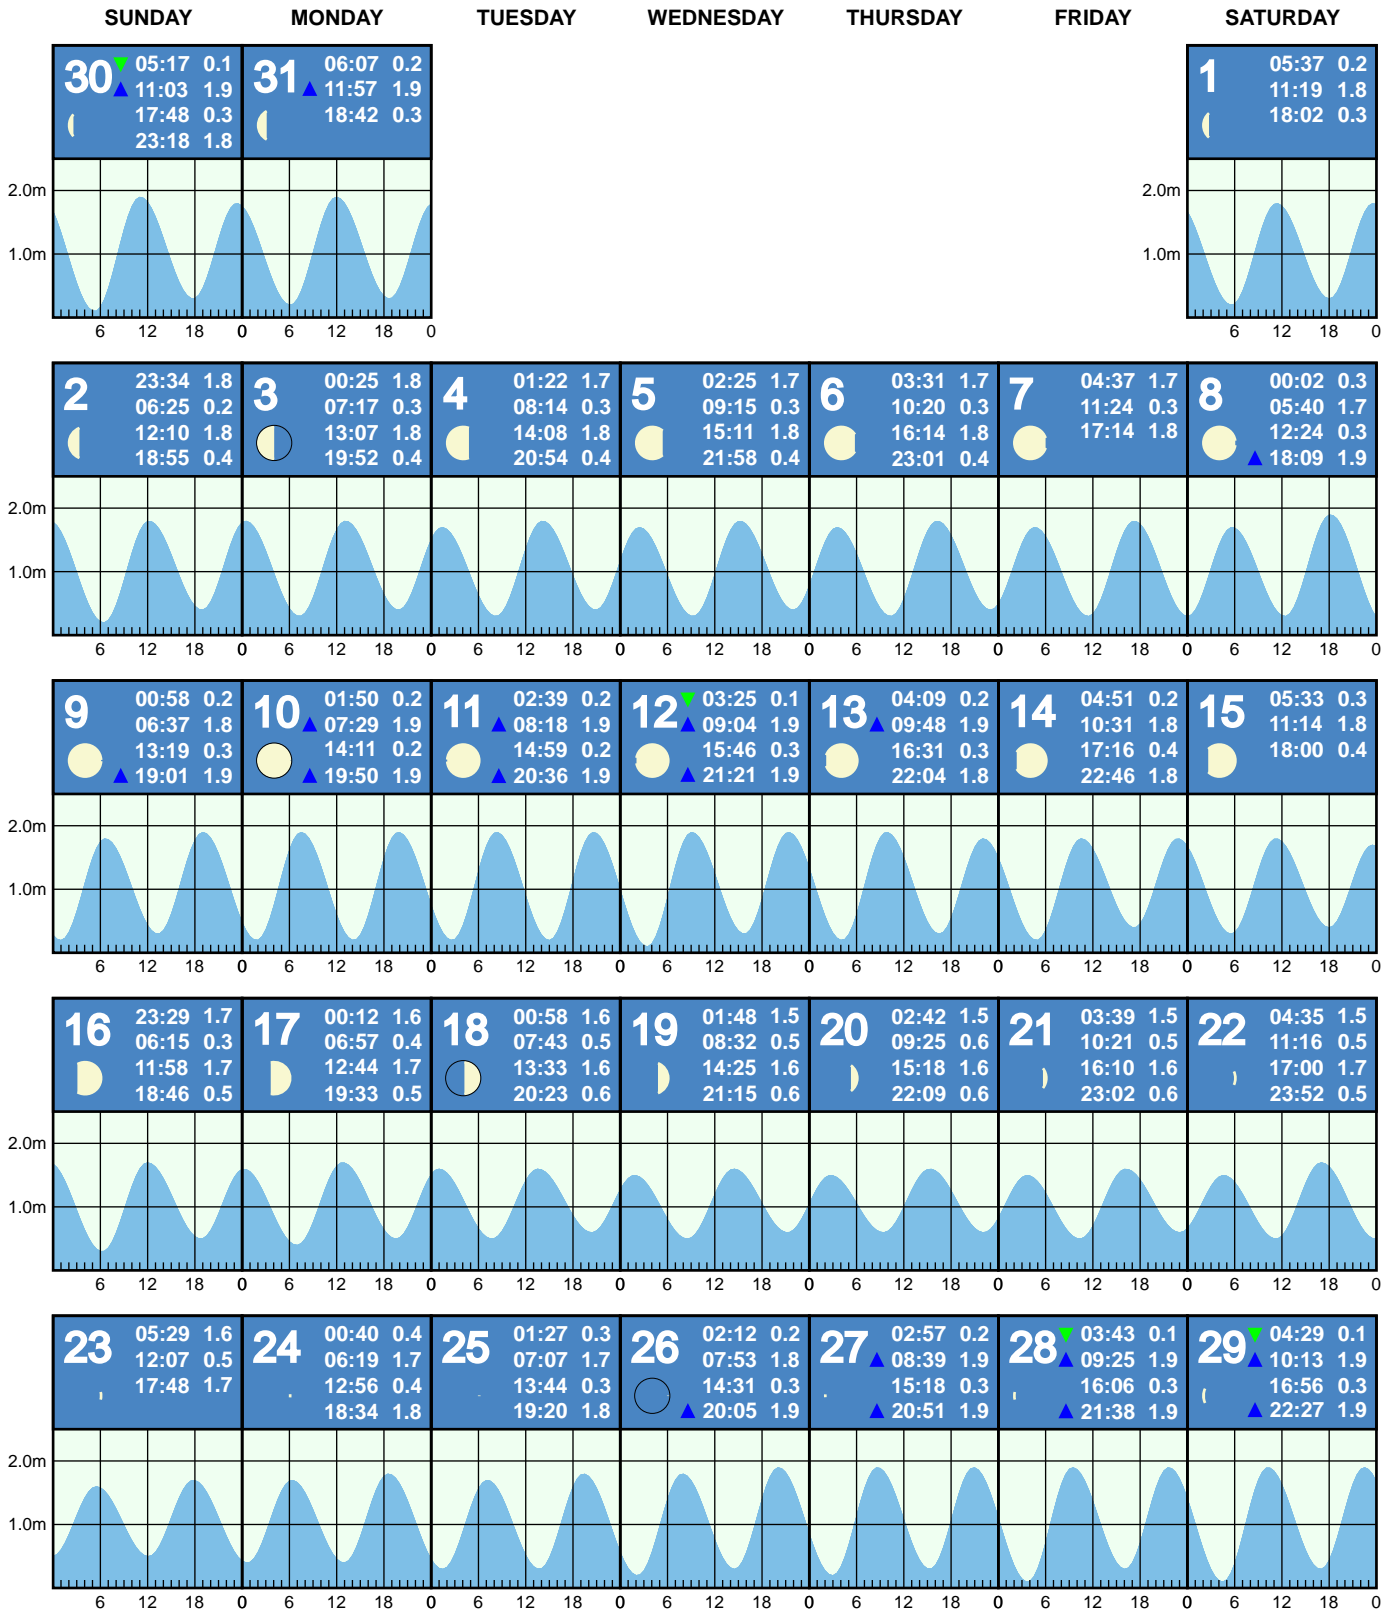 SUNDAY MONDAY TUESDAY WEDNESDAY THURSDAY FRIDAY SATURDAY
30 05:17 0.1
11:03 1.9
17:48 0.3
23:18 1.8
31 06:07 0.2
11:57 1.9
18:42 0.3
1 05:37 0.2
11:19 1.8
18:02 0.3
2.0m
1.0m
2.0m
1.0m
6 12 18 0 6 12 18 0
6 12 18 0
2 23:34 1.8
06:25 0.2
12:10 1.8
18:55 0.4
3 00:25 1.8
07:17 0.3
13:07 1.8
19:52 0.4
4 01:22 1.7
08:14 0.3
14:08 1.8
20:54 0.4
5 02:25 1.7
09:15 0.3
15:11 1.8
21:58 0.4
6 03:31 1.7
10:20 0.3
16:14 1.8
23:01 0.4
7 04:37 1.7
11:24 0.3
17:14 1.8
8 00:02 0.3
05:40 1.7
12:24 0.3
18:09 1.9
2.0m
1.0m
6 12 18 0 6 12 18 0 6 12 18 0 6 12 18 0 6 12 18 0 6 12 18 0 6 12 18 0
9 00:58 0.2
06:37 1.8
13:19 0.3
19:01 1.9
10 01:50 0.2
07:29 1.9
14:11 0.2
19:50 1.9
11 02:39 0.2
08:18 1.9
14:59 0.2
20:36 1.9
12 03:25 0.1
09:04 1.9
15:46 0.3
21:21 1.9
13 04:09 0.2
09:48 1.9
16:31 0.3
22:04 1.8
14 04:51 0.2
10:31 1.8
17:16 0.4
22:46 1.8
15 05:33 0.3
11:14 1.8
18:00 0.4
2.0m
1.0m
6 12 18 0 6 12 18 0 6 12 18 0 6 12 18 0 6 12 18 0 6 12 18 0 6 12 18 0
16 23:29 1.7
06:15 0.3
11:58 1.7
18:46 0.5
17 00:12 1.6
06:57 0.4
12:44 1.7
19:33 0.5
18 00:58 1.6
07:43 0.5
13:33 1.6
20:23 0.6
19 01:48 1.5
08:32 0.5
14:25 1.6
21:15 0.6
20 02:42 1.5
09:25 0.6
15:18 1.6
22:09 0.6
21 03:39 1.5
10:21 0.5
16:10 1.6
23:02 0.6
22 04:35 1.5
11:16 0.5
17:00 1.7
23:52 0.5
2.0m
1.0m
6 12 18 0 6 12 18 0 6 12 18 0 6 12 18 0 6 12 18 0 6 12 18 0 6 12 18 0
23 05:29 1.6
12:07 0.5
17:48 1.7
24 00:40 0.4
06:19 1.7
12:56 0.4
18:34 1.8
25 01:27 0.3
07:07 1.7
13:44 0.3
19:20 1.8
26 02:12 0.2
07:53 1.8
14:31 0.3
20:05 1.9
27 02:57 0.2
08:39 1.9
15:18 0.3
20:51 1.9
28 03:43 0.1
09:25 1.9
16:06 0.3
21:38 1.9
29 04:29 0.1
10:13 1.9
16:56 0.3
22:27 1.9
2.0m
1.0m
6 12 18 0 6 12 18 0 6 12 18 0 6 12 18 0 6 12 18 0 6 12 18 0 6 12 18 0